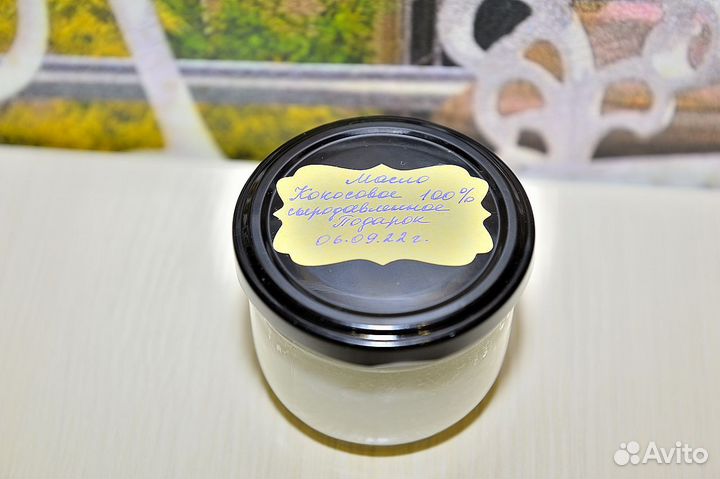 Масло
Кокосовое 100%
сыродавленное
Подарок
06.09.22г.
Avito